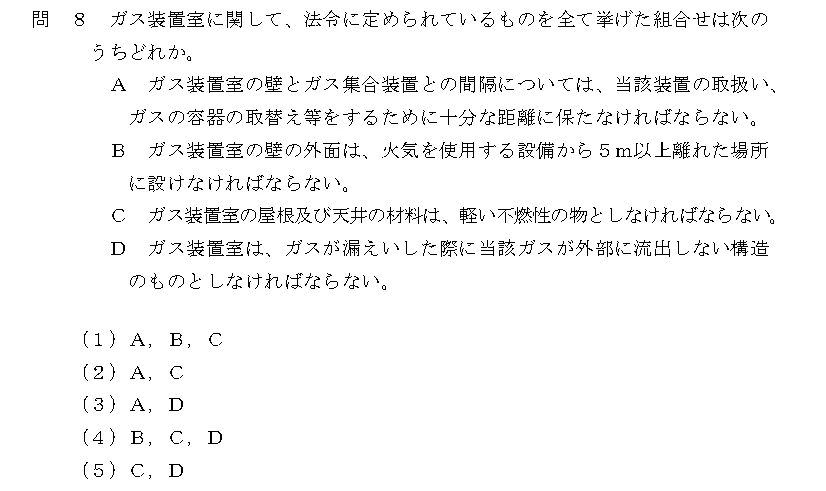 問　８　ガス装置室に関して、法令に定められているものを全て挙げた組合せは次の
うちどれか。
Ａ　ガス装置室の壁とガス集合装置との間隔については、当該装置の取扱い、
ガスの容器の取替え等をするために十分な距離に保たなければならない。
Ｂ　ガス装置室の壁の外面は、火気を使用する設備から５ｍ以上離れた場所
に設けなければならない。
Ｃ　ガス装置室の屋根及び天井の材料は、軽い不燃性の物としなければならない。
Ｄ　ガス装置室は、ガスが漏えいした際に当該ガスが外部に流出しない構造
のものとしなければならない。
（１）Ａ，Ｂ，Ｃ
（２）Ａ，Ｃ
（３）Ａ，Ｄ
（４）Ｂ，Ｃ，Ｄ
（５）Ｃ，Ｄ